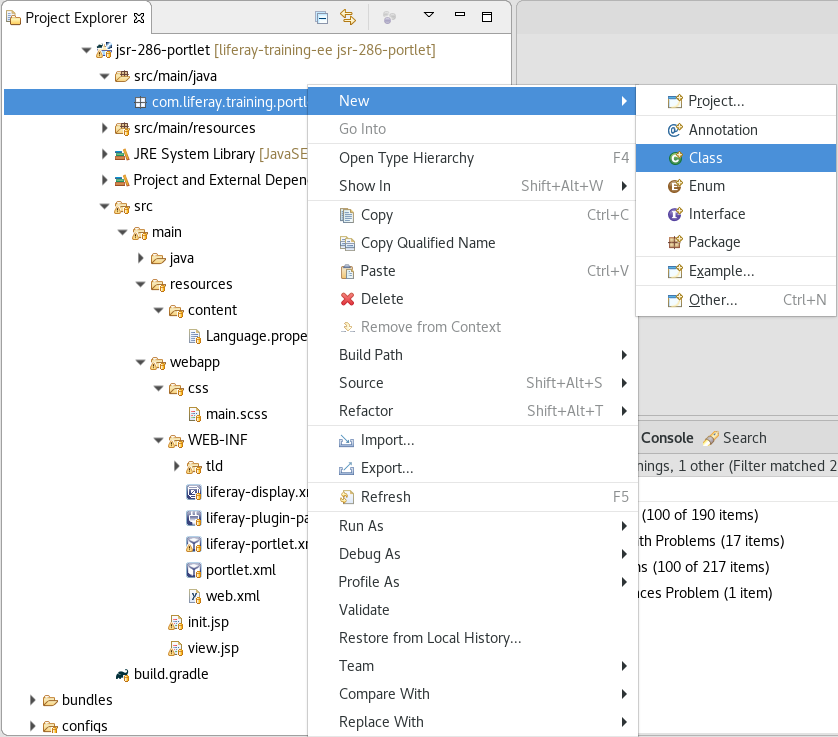 Project Explorer
jsr-286-portlet [liferay-training-ee jsr-286-portlet]
src/main/java
com.liferay.training.portl
src/main/resources
JRE System Library [JavaSE
Project and External Depen
src
main
java
resources
content
Language.prope
webapp
css
main.scss
WEB-INF
tld
liferay-display.xm
liferay-plugin-pa
liferay-portlet.xm
portlet.xml
web.xml
init.jsp
view.jsp
build.gradle
bundles
configs
New
Go Into
Open Type Hierarchy F4
Show In Shift+Alt+W
Copy Ctrl+C
Copy Qualified Name
Paste Ctrl+V
Delete
Remove from Context
Build Path
Source Shift+Alt+S
Refactor Shift+Alt+T
Import...
Export...
Refresh F5
Run As
Debug As
Profile As
Validate
Restore from Local History...
Team
Compare With
Replace With
Project...
Annotation
Class
Enum
Interface
Package
Example...
Other... Ctrl+N
Console Search
nings, 1 other (Filter matched 2
(100 of 190 items)
th Problems (17 items)
ns (100 of 217 items)
nces Problem (1 item)